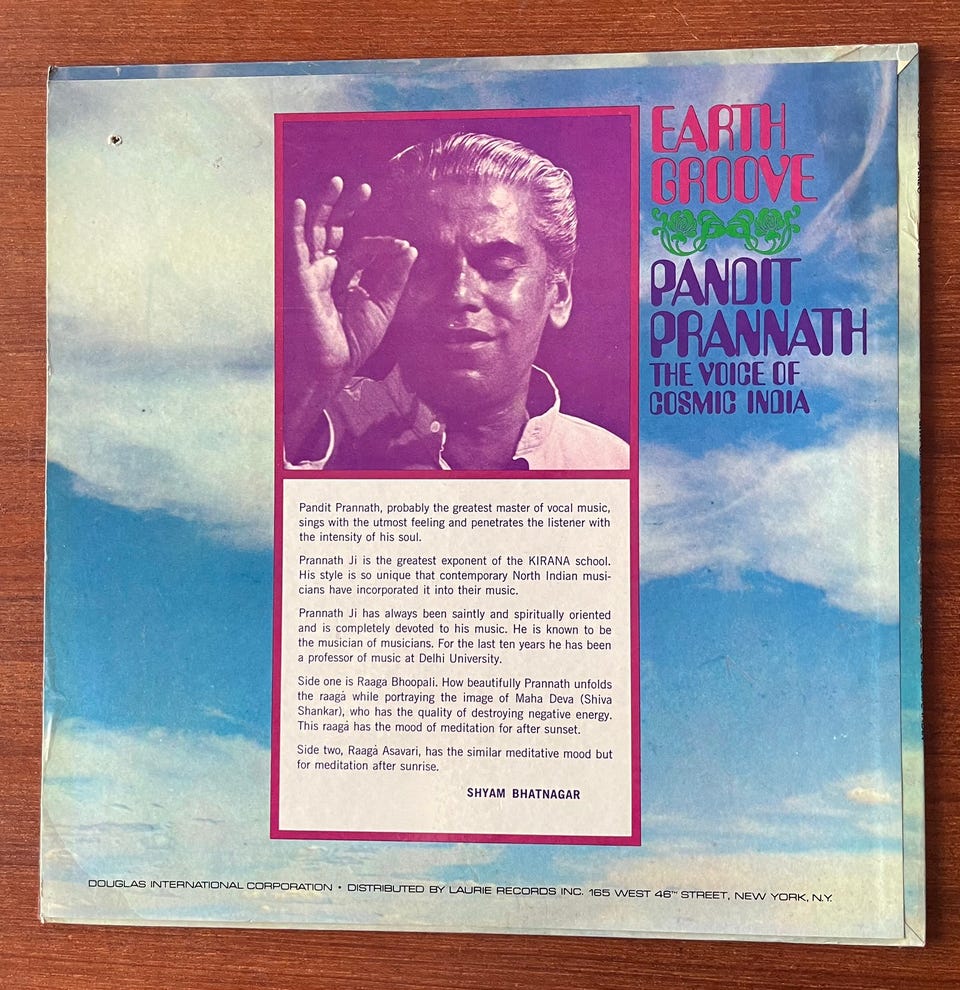 EARTH
GROOVE
PANDIT
PRANNATH
THE VOICE OF
COSMIC INDIA
Pandit Prannath, probably the greatest master of vocal music,
sings with the utmost feeling and penetrates the listener with
the intensity of his soul.
Prannath Ji is the greatest exponent of the KIRANA school.
His style is so unique that contemporary North Indian musi-
cians have incorporated it into their music.
Prannath Ji has always been saintly and spiritually oriented
and is completely devoted to his music. He is known to be
the musician of musicians. For the last ten years he has been
a professor of music at Delhi University.
Side one is Raaga Bhoopali. How beautifully Prannath unfolds
the raagà while portraying the image of Maha Deva (Shiva
Shankar), who has the quality of destroying negative energy.
This raagà has the mood of meditation for after sunset.
Side two, Raagà Asavari, has the similar meditative mood but
for meditation after sunrise.
SHYAM BHATNAGAR
DOUGLAS INTERNATIONAL CORPORATION • DISTRIBUTED BY LAURIE RECORDS INC. 165 WEST 46TH STREET, NEW YORK, N.Y.